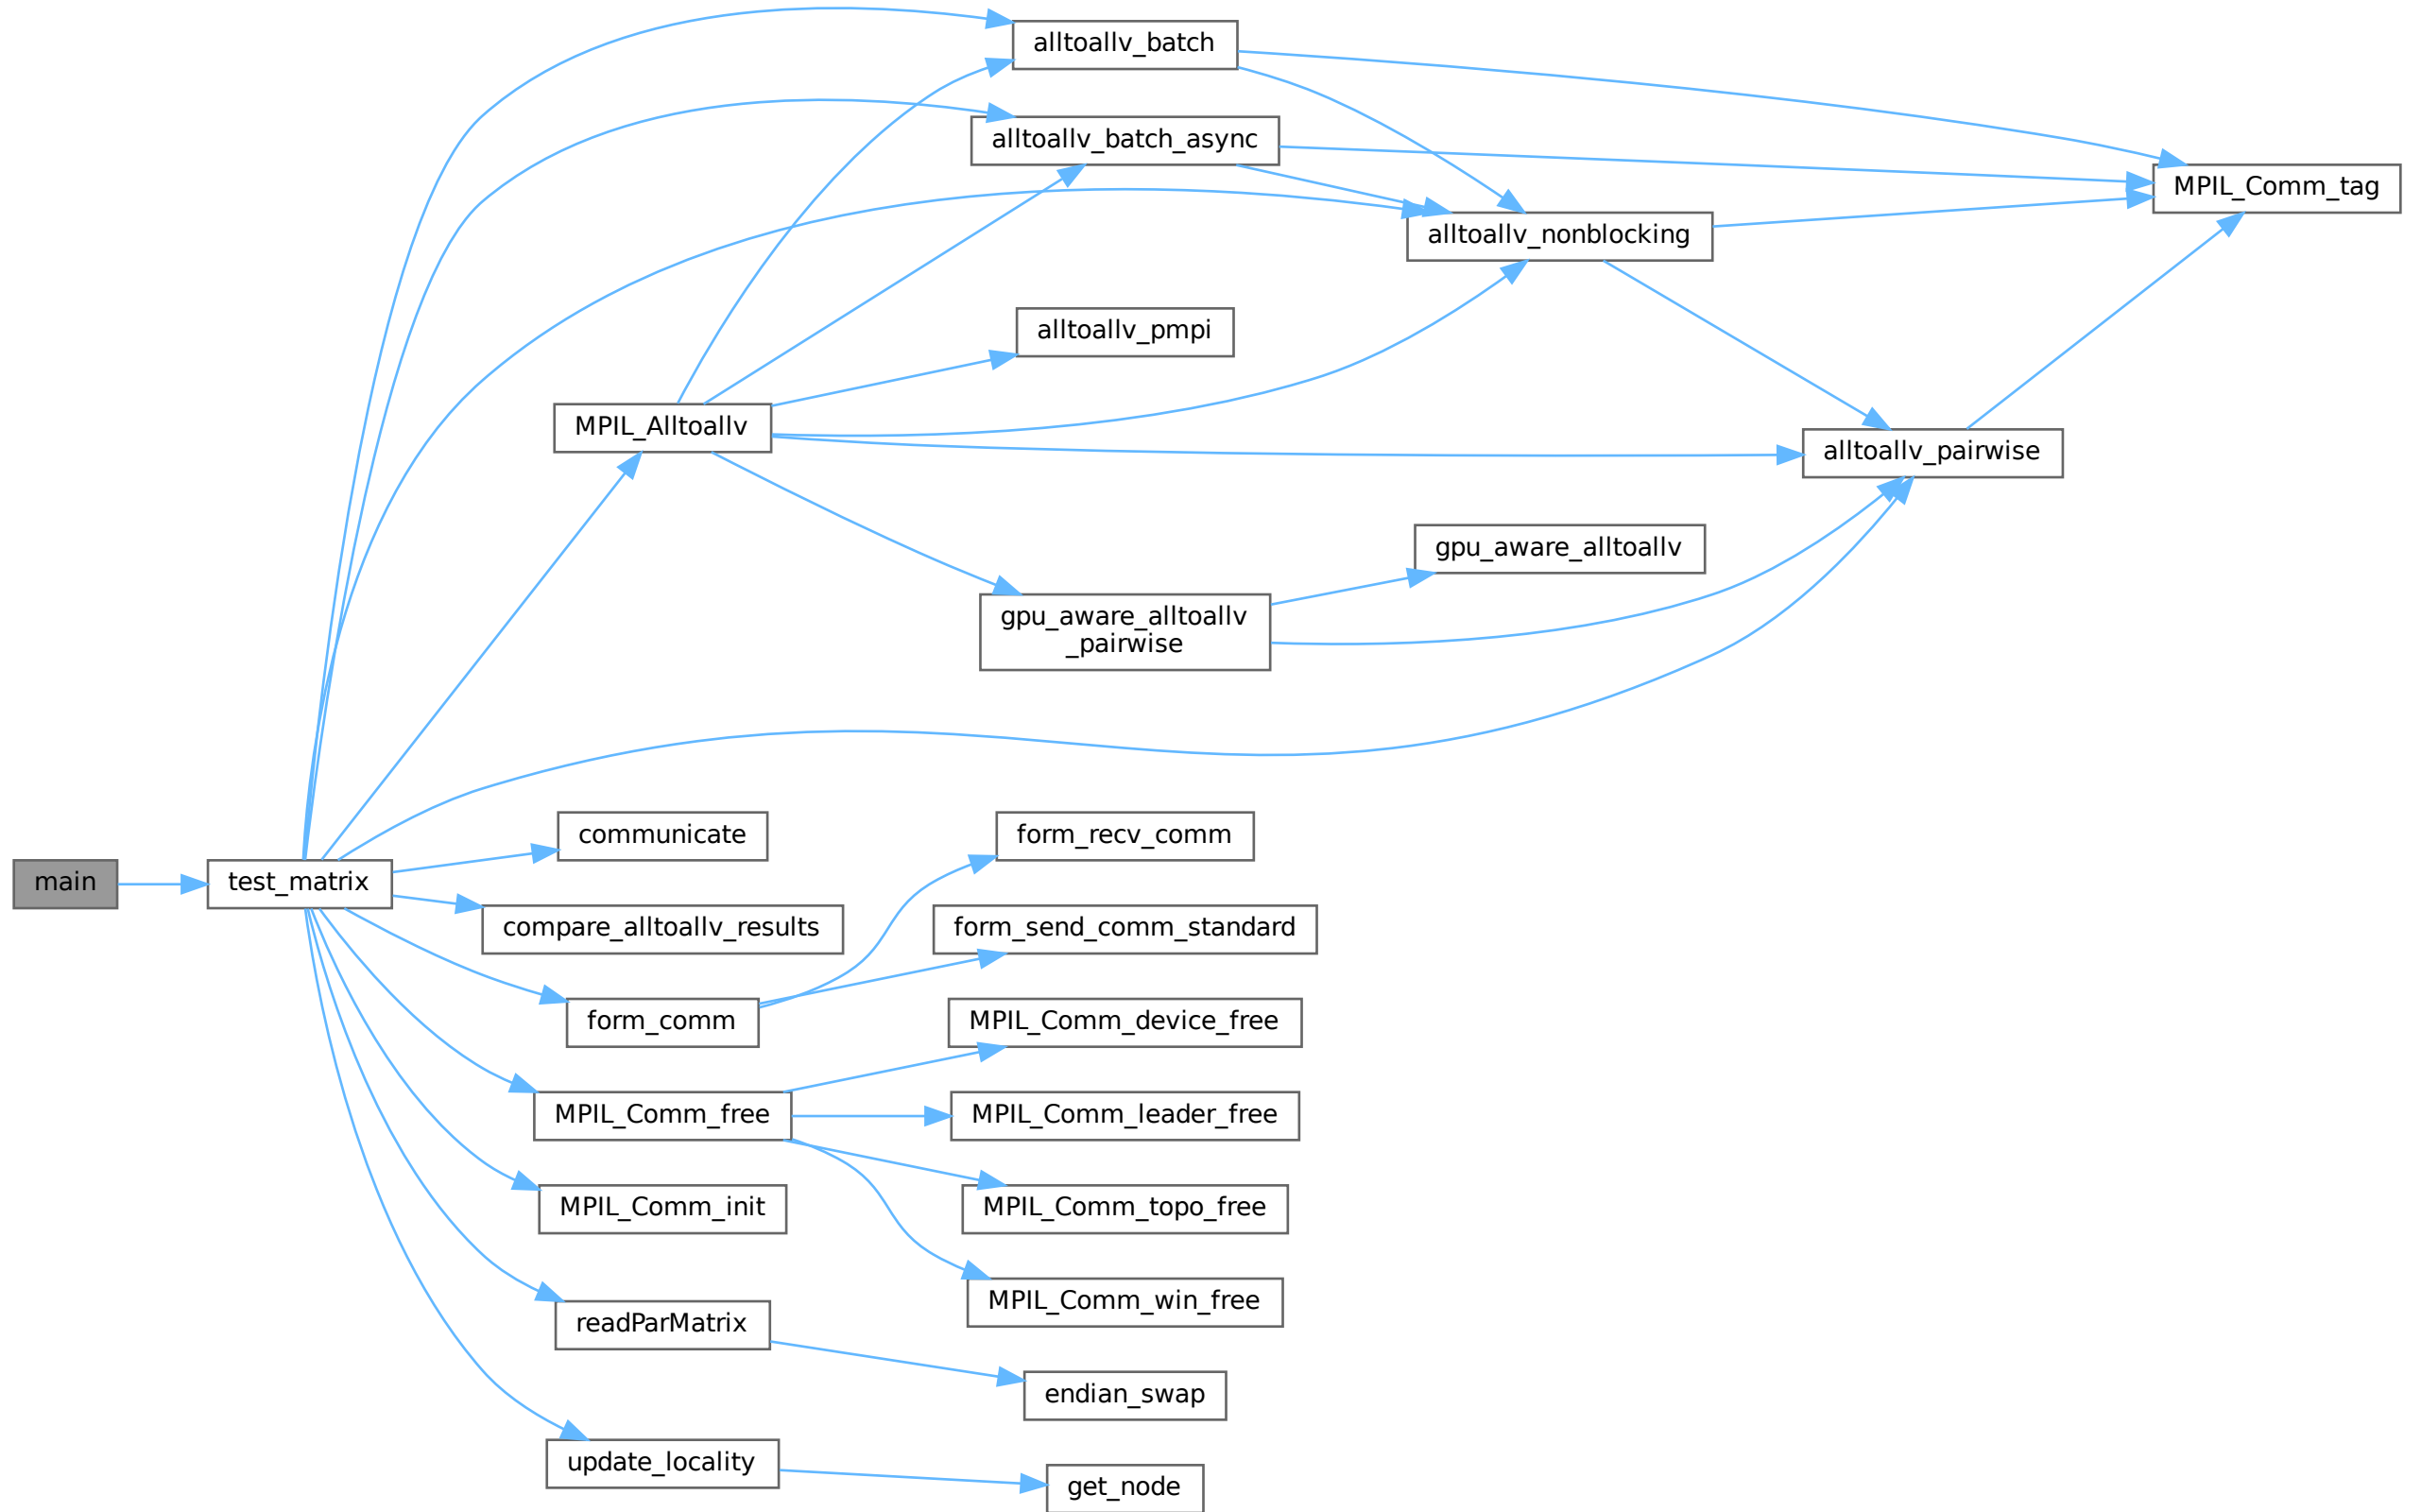 alltoallv_batch
alltoallv_batch_async
MPIL_Comm_tag
alltoallv_nonblocking
alltoallv_pmpi
MPIL_Alltoallv
alltoallv_pairwise
gpu_aware_alltoallv
gpu_aware_alltoallv
_pairwise
communicate
form_recv_comm
main
test_matrix
compare_alltoallv_results
form_send_comm_standard
form_comm
MPIL_Comm_device_free
MPIL_Comm_free
MPIL_Comm_leader_free
MPIL_Comm_init
MPIL_Comm_topo_free
MPIL_Comm_win_free
readParMatrix
endian_swap
update_locality
get_node